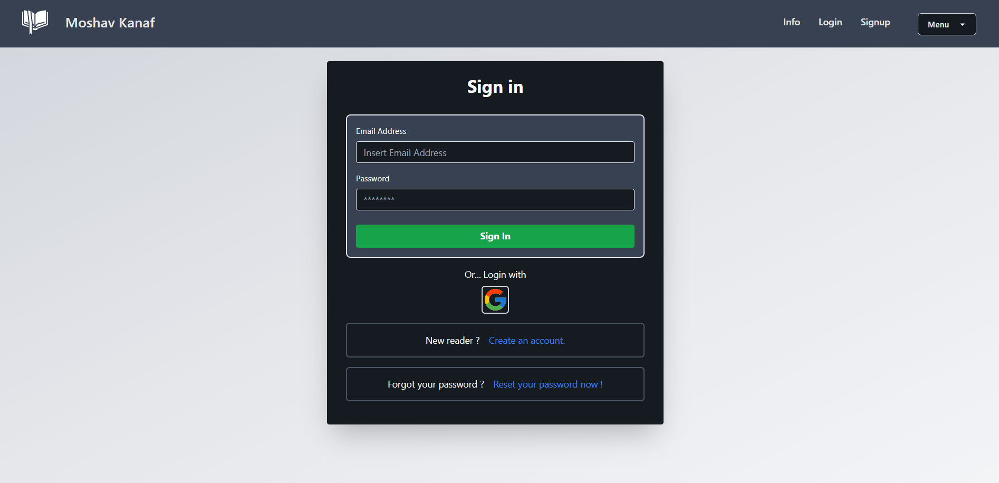 Moshav Kanaf
Info Login Signup Menu
Sign in
Email Address
Insert Email Address
Password
********
Sign In
Or... Login with
New reader ? Create an account.
Forgot your password ? Reset your password now !